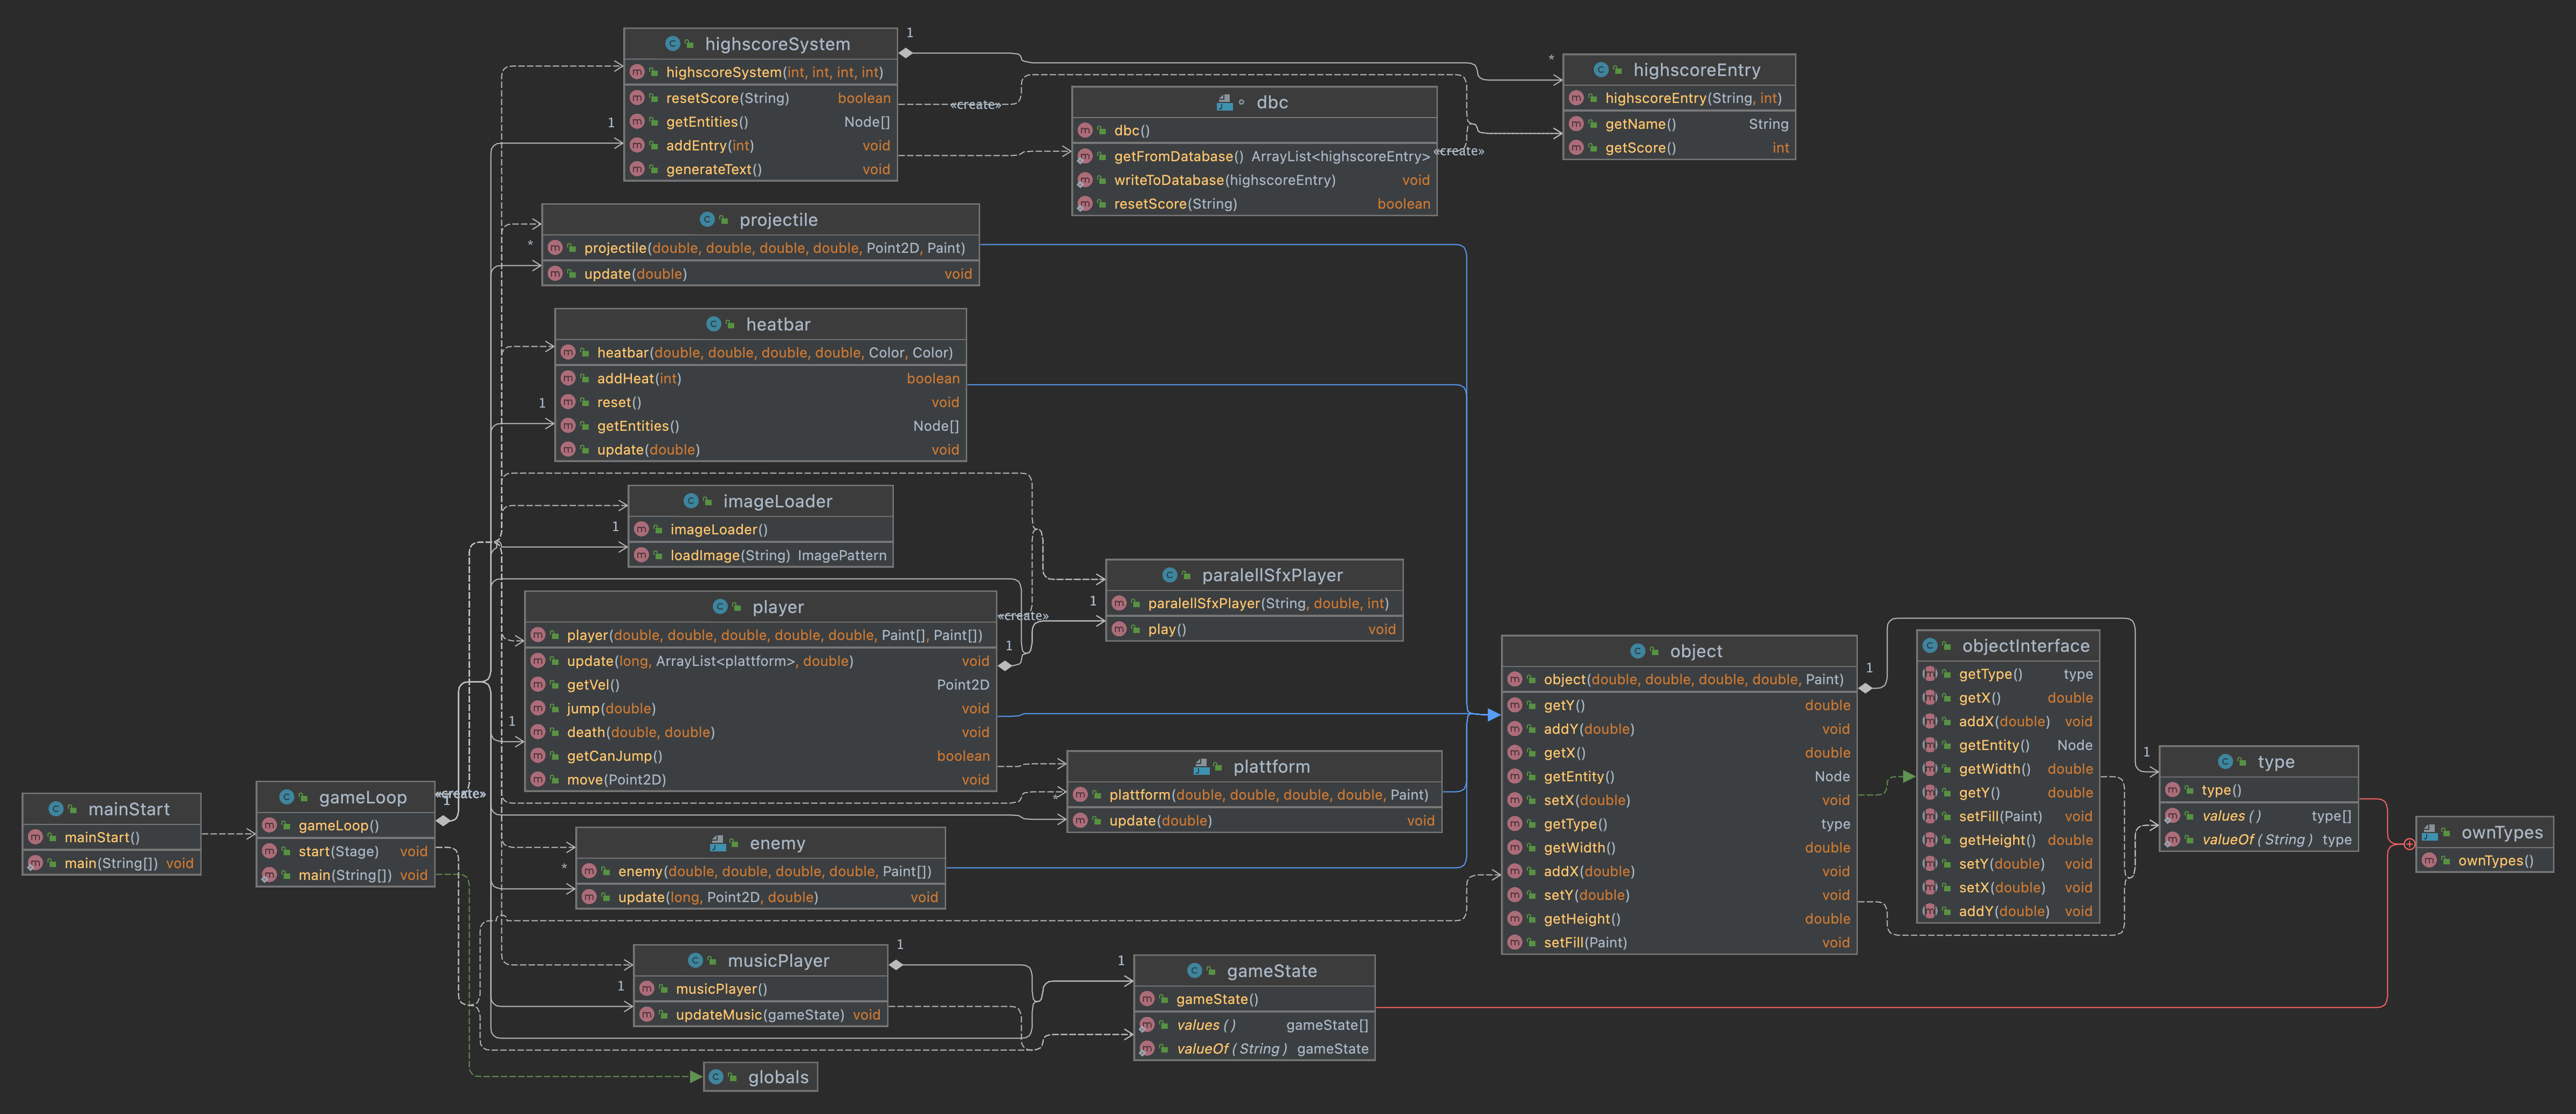 highscoreSystem
highscoreSystem(int, int, int, int)
resetScore(String) boolean
getEntities() Node[]
addEntry(int) void
generateText() void
1
1
«create»
dbc
dbc()
getFromDatabase() ArrayList<highscoreEntry>
writeToDatabase(highscoreEntry) void
resetScore(String) boolean
«create»
*
highscoreEntry
highscoreEntry(String, int)
getName() String
getScore() int
projectile
*
projectile(double, double, double, double, Point2D, Paint)
update(double) void
heatbar
heatbar(double, double, double, double, Color, Color)
addHeat(int) boolean
reset() void
1
getEntities() Node[]
update(double) void
imageLoader
1
imageLoader()
loadImage(String) ImagePattern
player
«create»
player(double, double, double, double, double, Paint[], Paint[])
1
update(long, ArrayList<plattform>, double) void
getVel() Point2D
jump(double) void
1
death(double, double) void
getCanJump() boolean
move(Point2D) void
paralellSfxPlayer
1
paralellSfxPlayer(String, double, int)
play() void
plattform
*
plattform(double, double, double, double, Paint)
update(double) void
mainStart
mainStart()
main(String[]) void
gameLoop
«create»
1
gameLoop()
start(Stage) void
main(String[]) void
enemy
*
enemy(double, double, double, double, Paint[])
update(long, Point2D, double) void
musicPlayer
1
1
musicPlayer()
updateMusic(gameState) void
gameState
1
gameState()
values() gameState[]
valueOf(String) gameState
globals
object
1
object(double, double, double, double, Paint)
getY() double
addY(double) void
getX() double
getEntity() Node
setX(double) void
getType() type
getWidth() double
addX(double) void
setY(double) void
getHeight() double
setFill(Paint) void
objectInterface
getType() type
getX() double
addX(double) void
getEntity() Node
getWidth() double
getY() double
setFill(Paint) void
getHeight() double
setY(double) void
setX(double) void
addY(double) void
1
type
type()
values() type[]
valueOf(String) type
ownTypes
ownTypes()